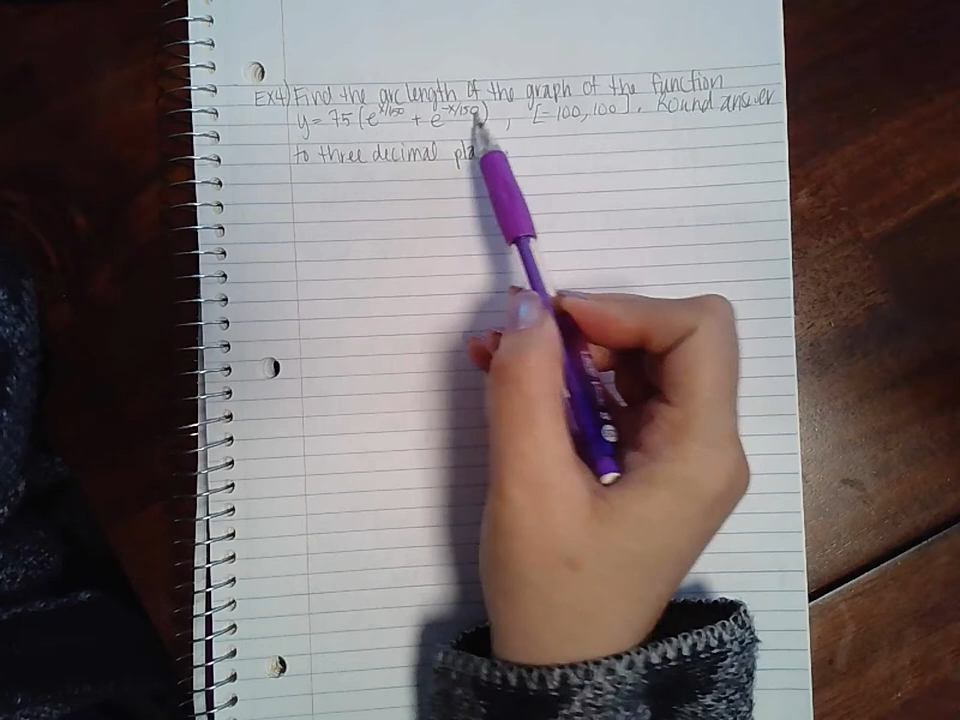 Ex4) Find the arc length of the graph of the function
y = 75 (e^x/150 + e^-x/150), [-100, 100]. Round answer
to three decimal